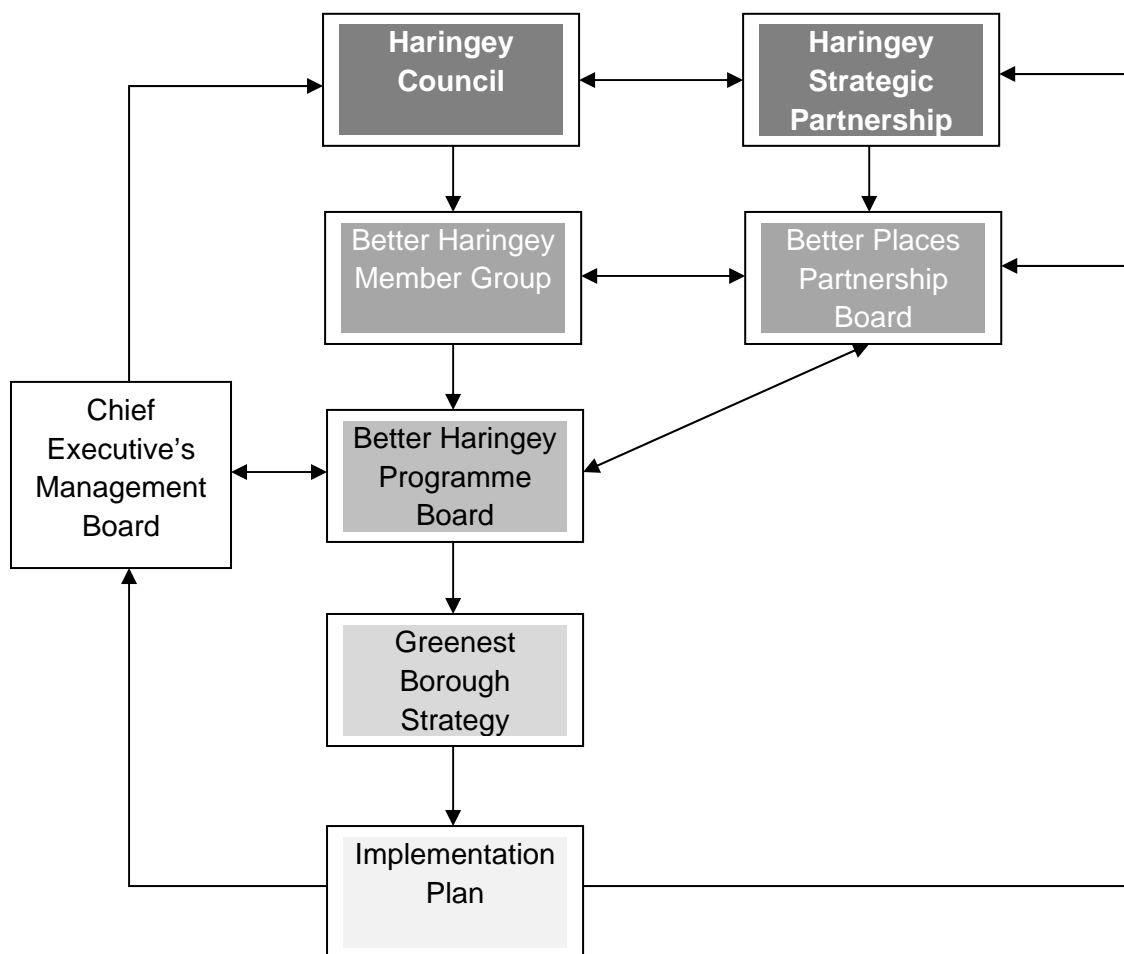 Haringey
Council
Haringey
Strategic
Partnership
Better Haringey
Member Group
Better Places
Partnership
Board
Chief
Executive’s
Management
Board
Better Haringey
Programme
Board
Greenest
Borough
Strategy
Implementation
Plan